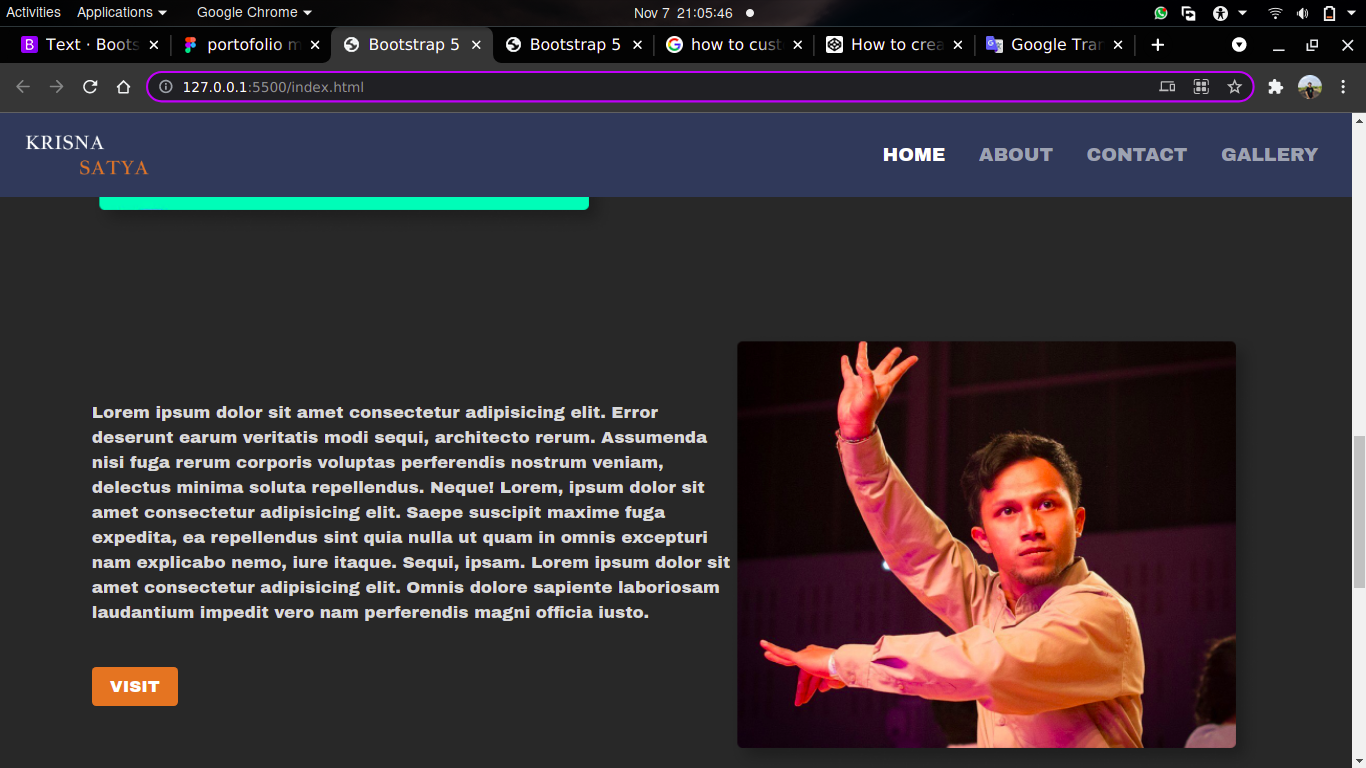 Activities Applications Google Chrome Nov 7 21:05:46
Text · Boots portofolio m Bootstrap 5 Bootstrap 5 how to cust How to crea Google Tran
127.0.0.1:5500/index.html
KRISNA
SATYA
HOME ABOUT CONTACT GALLERY
Lorem ipsum dolor sit amet consectetur adipisicing elit. Error
deserunt earum veritatis modi sequi, architecto rerum. Assumenda
nisi fuga rerum corporis voluptas perferendis nostrum veniam,
delectus minima soluta repellendus. Neque! Lorem, ipsum dolor sit
amet consectetur adipisicing elit. Saepe suscipit maxime fuga
expedita, ea repellendus sint quia nulla ut quam in omnis excepturi
nam explicabo nemo, iure itaque. Sequi, ipsam. Lorem ipsum dolor sit
amet consectetur adipisicing elit. Omnis dolore sapiente laboriosam
laudantium impedit vero nam perferendis magni officia iusto.
VISIT